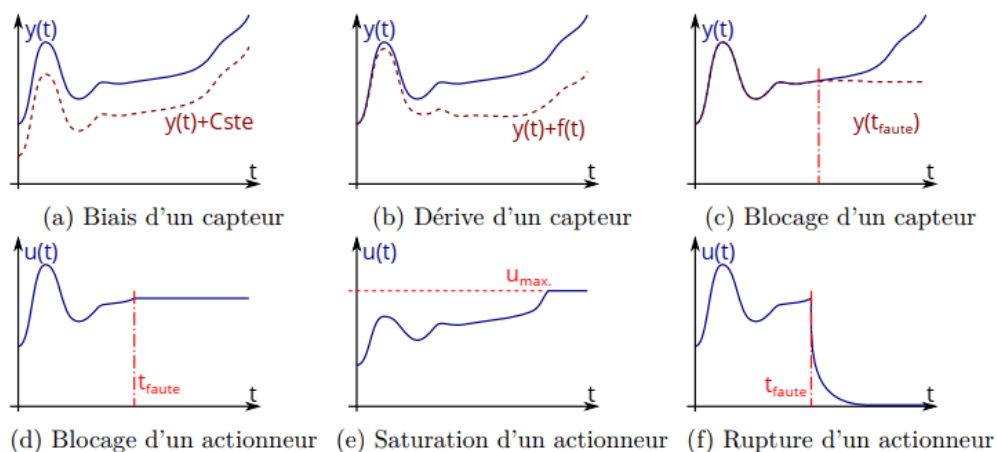 y(t)
y(t)+Cste
t
(a) Biais d'un capteur
y(t)
y(t)+f(t)
t
(b) Dérive d'un capteur
y(t)
y(t_faute)
t
(c) Blocage d'un capteur
u(t)
t_faute
t
(d) Blocage d'un actionneur
u(t)
u_max.
t
(e) Saturation d'un actionneur
u(t)
t_faute
t
(f) Rupture d'un actionneur